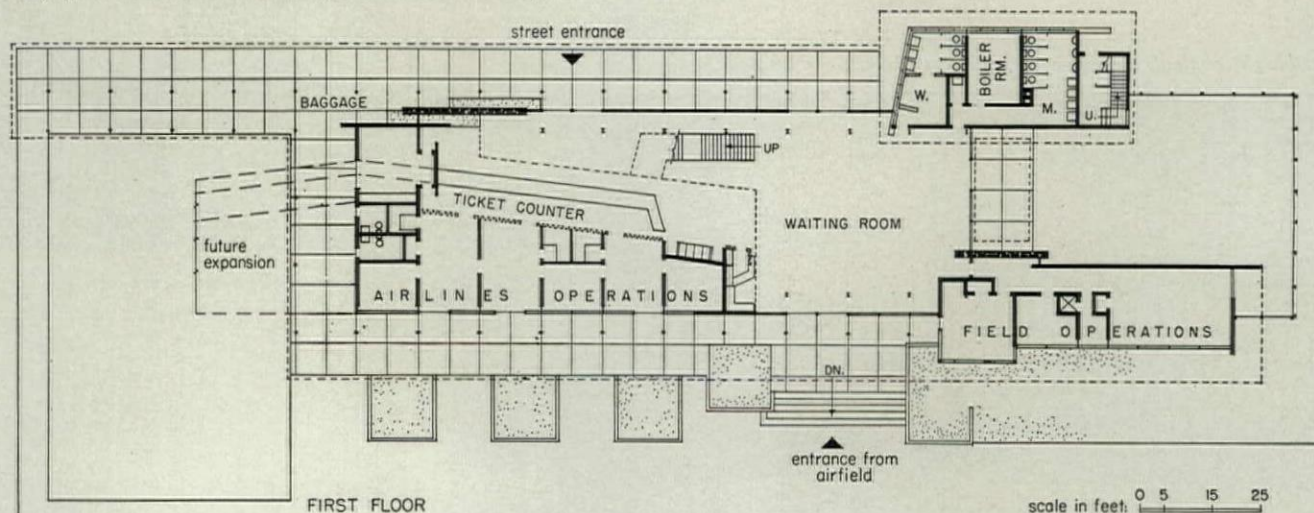 street entrance
BOILER RM.
BAGGAGE
W.
M.
U.
UP
TICKET COUNTER
WAITING ROOM
future
expansion
AIRLINES OPERATIONS
FIELD OPERATIONS
DN.
entrance from
airfield
FIRST FLOOR
scale in feet: 0 5 15 25